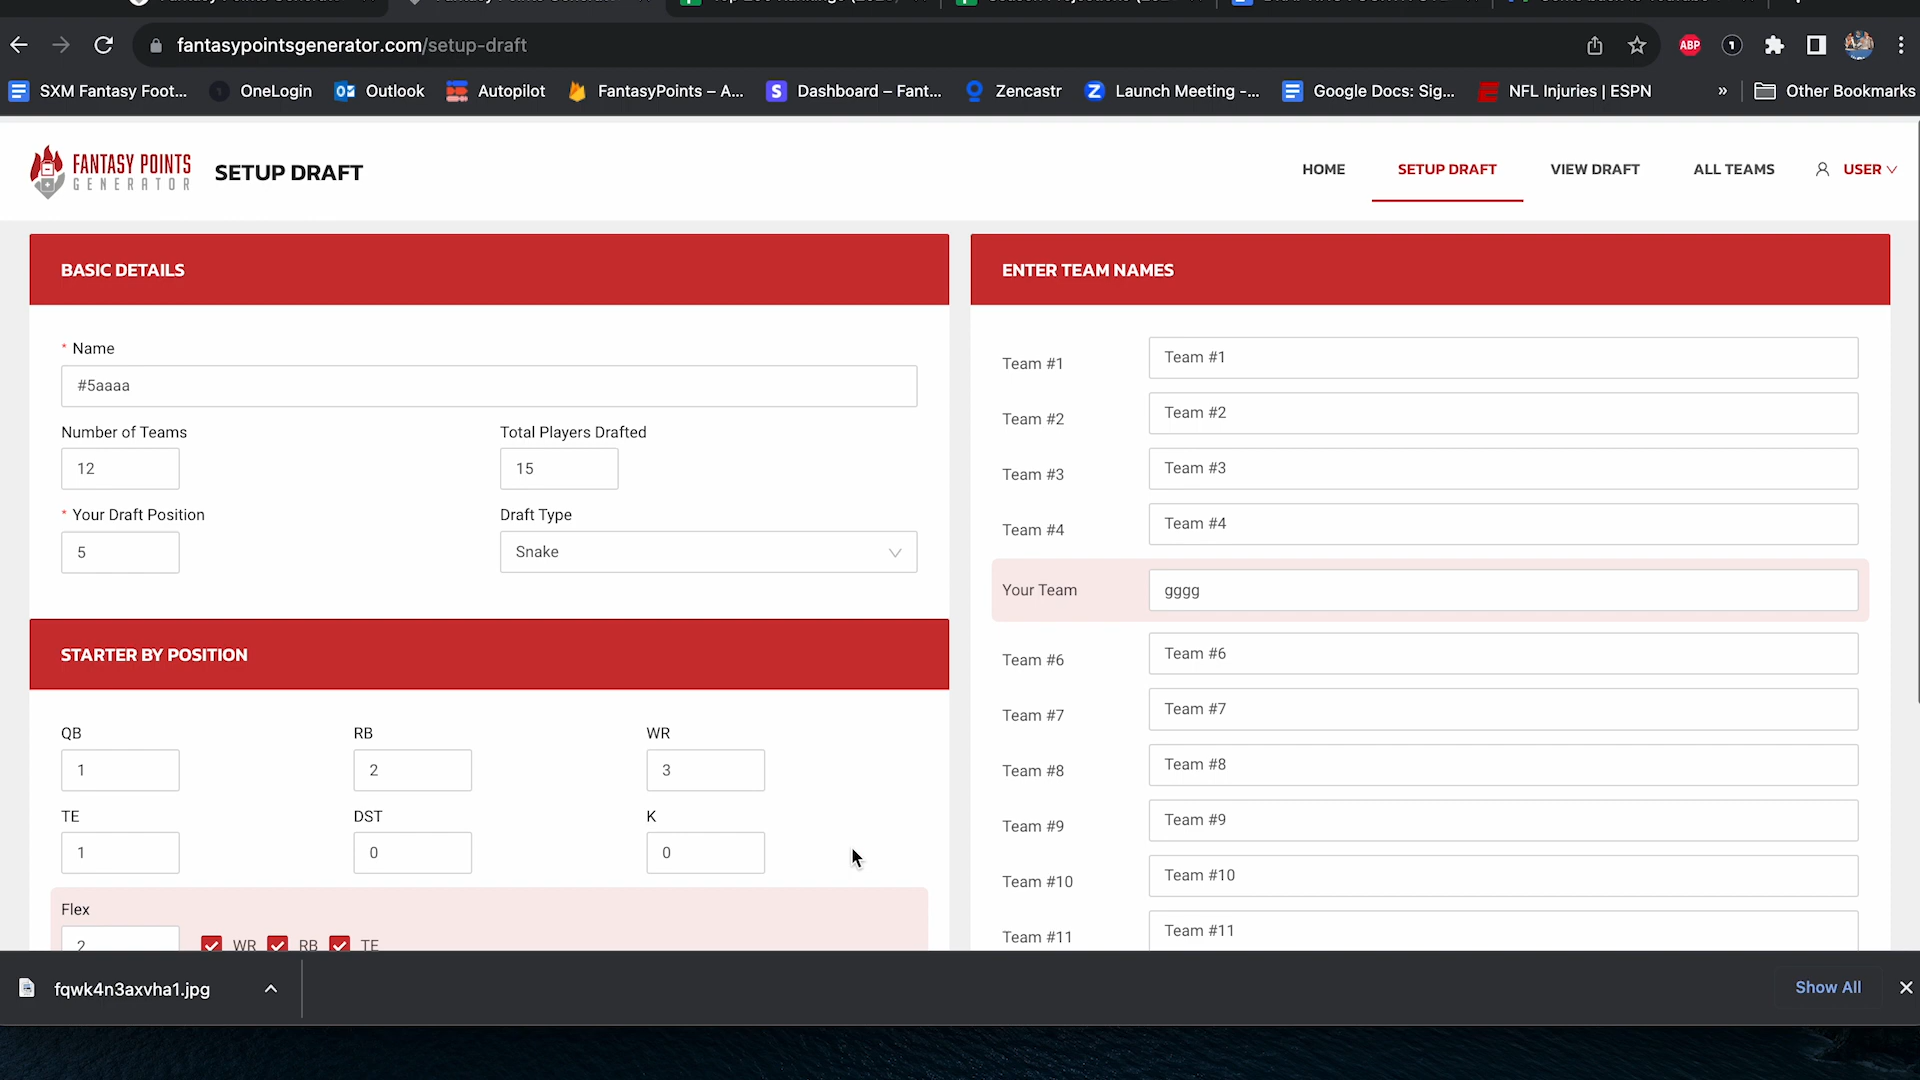 fantasypointsgenerator.com/setup-draft
ABP
SXM Fantasy Foot...
OneLogin
Outlook
Autopilot
FantasyPoints – A...
Dashboard – Fant...
Zencastr
Launch Meeting -...
Google Docs: Sig...
NFL Injuries | ESPN
»
Other Bookmarks
FANTASY POINTS
GENERATOR
SETUP DRAFT
HOME
SETUP DRAFT
VIEW DRAFT
ALL TEAMS
USER
BASIC DETAILS
* Name
#5aaaa
Number of Teams
Total Players Drafted
12
15
* Your Draft Position
Draft Type
5
Snake
STARTER BY POSITION
QB
RB
WR
1
2
3
TE
DST
K
1
0
0
Flex
2
WR
RB
TE
ENTER TEAM NAMES
Team #1
Team #1
Team #2
Team #2
Team #3
Team #3
Team #4
Team #4
Your Team
gggg
Team #6
Team #6
Team #7
Team #7
Team #8
Team #8
Team #9
Team #9
Team #10
Team #10
Team #11
Team #11
fqwk4n3axvha1.jpg
Show All